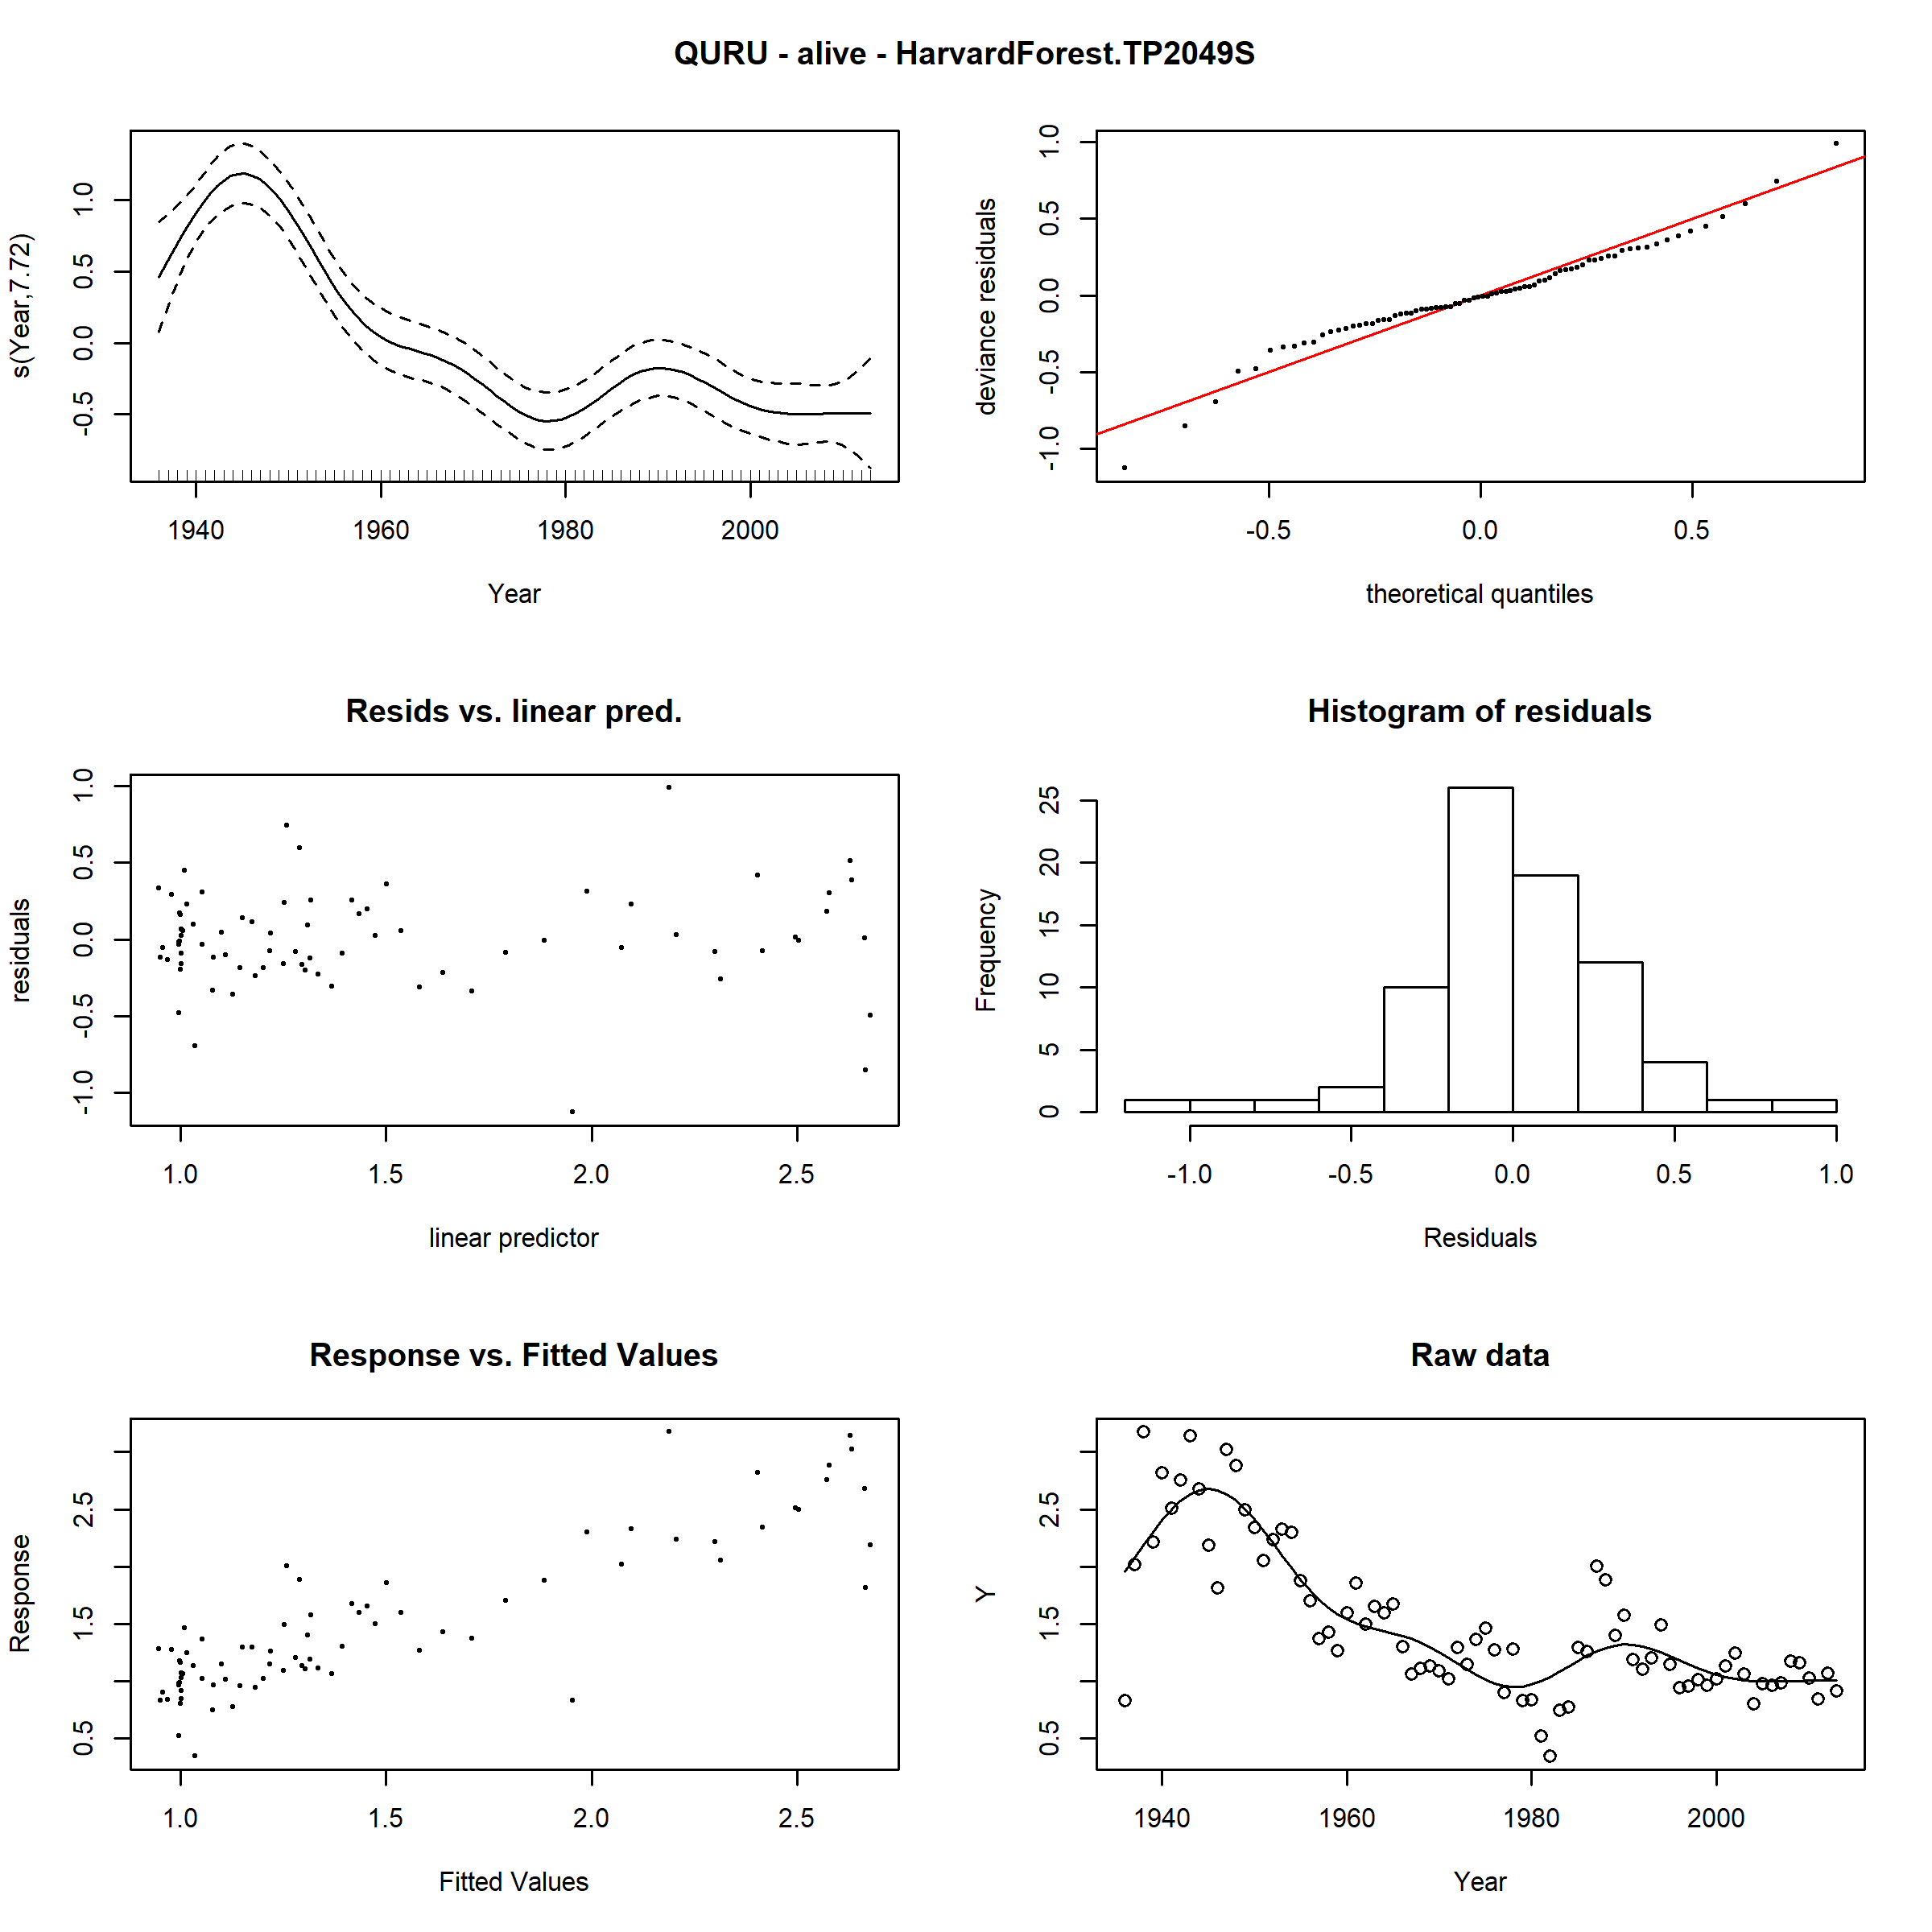 QURU - alive - HarvardForest.TP2049S
s(Year,7.72)
1.0
0.5
0.0
-0.5
1940 1960 1980 2000
Year
deviance residuals
1.0
0.5
0.0
-0.5
-1.0
-0.5 0.0 0.5
theoretical quantiles
Resids vs. linear pred.
residuals
1.0
0.5
0.0
-0.5
-1.0
1.0 1.5 2.0 2.5
linear predictor
Histogram of residuals
Frequency
25
20
15
10
5
0
-1.0 -0.5 0.0 0.5 1.0
Residuals
Response vs. Fitted Values
Response
2.5
1.5
0.5
1.0 1.5 2.0 2.5
Fitted Values
Raw data
Y
2.5
1.5
0.5
1940 1960 1980 2000
Year